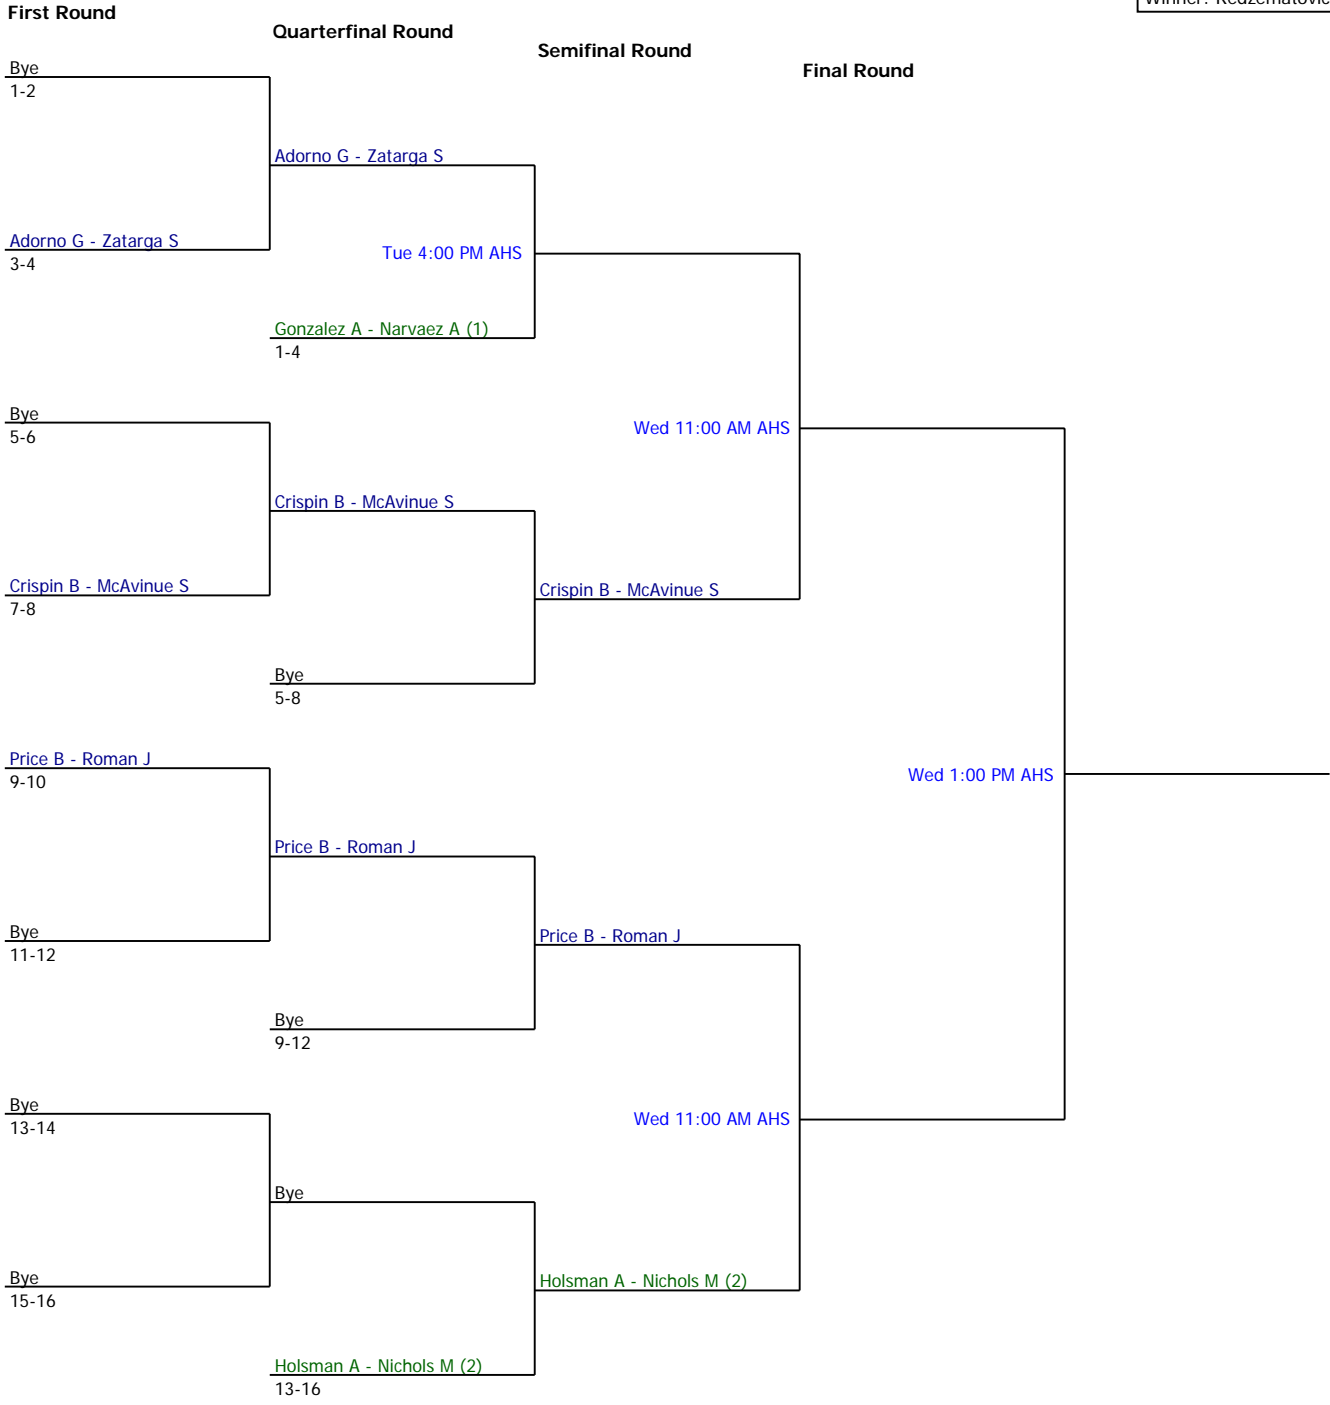 Winner: Redzematovic
First Round
Quarterfinal Round
Semifinal Round
Final Round
Bye
1-2
Adorno G - Zatarga S
Adorno G - Zatarga S
3-4
Tue 4:00 PM AHS
Gonzalez A - Narvaez A (1)
1-4
Bye
5-6
Wed 11:00 AM AHS
Crispin B - McAvinue S
Crispin B - McAvinue S
7-8
Crispin B - McAvinue S
Bye
5-8
Price B - Roman J
9-10
Wed 1:00 PM AHS
Price B - Roman J
Bye
11-12
Price B - Roman J
Bye
9-12
Bye
13-14
Wed 11:00 AM AHS
Bye
Bye
15-16
Holsman A - Nichols M (2)
Holsman A - Nichols M (2)
13-16